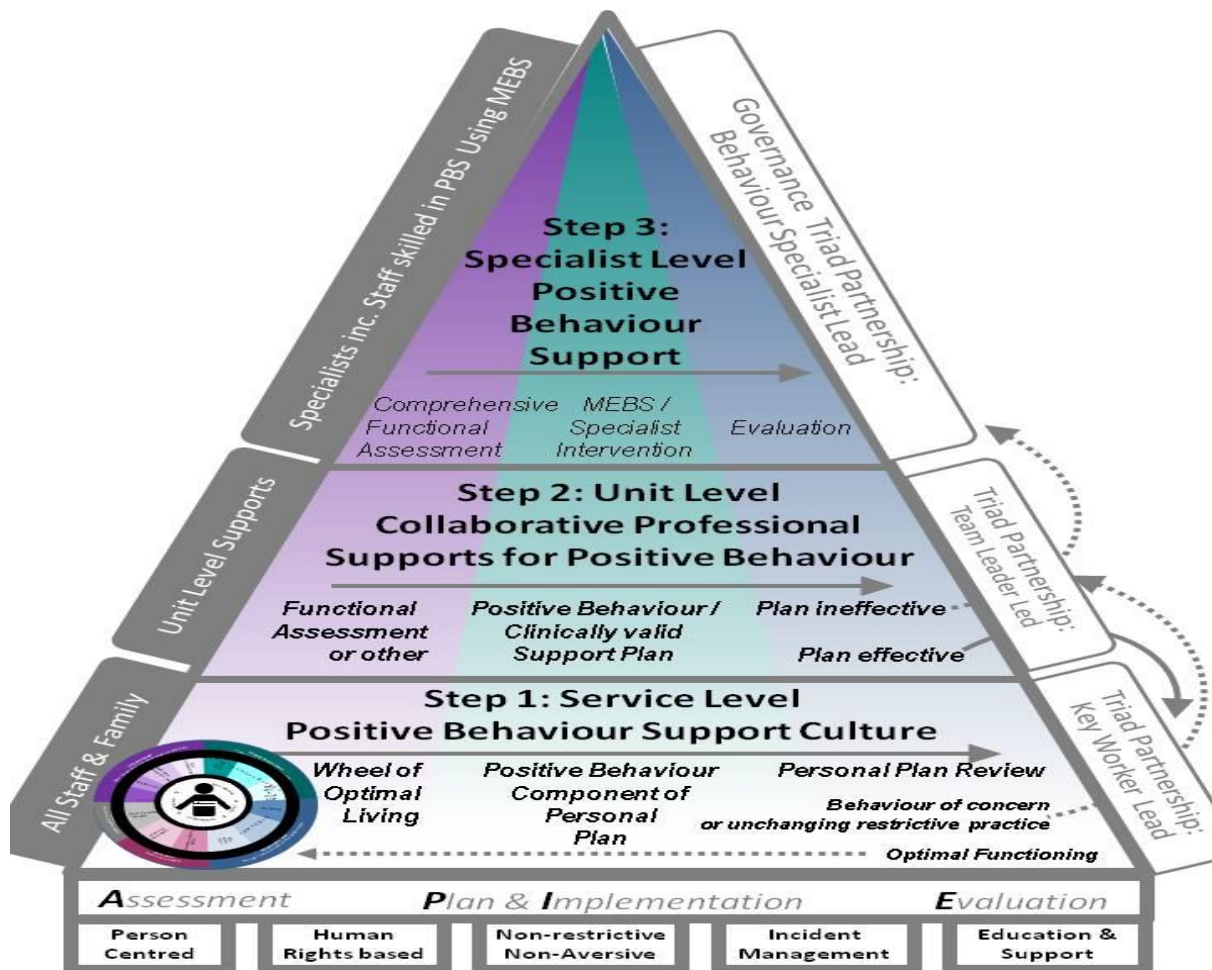 Specialists inc. Staff skilled in PBS Using MEBS
Governance Triad Partnership:
Behaviour Specialist Lead
Step 3:
Specialist Level
Positive
Behaviour
Support
Comprehensive
Functional
Assessment
MEBS /
Specialist
Intervention
Evaluation
Unit Level Supports
Triad Partnership:
Team Leader Led
Step 2: Unit Level
Collaborative Professional
Supports for Positive Behaviour
Functional
Assessment
or other
Positive Behaviour /
Clinically valid
Support Plan
Plan ineffective
Plan effective
All Staff & Family
Triad Partnership:
Key Worker Lead
Step 1: Service Level
Positive Behaviour Support Culture
Wheel of
Optimal
Living
Positive Behaviour
Component of
Personal
Plan
Personal Plan Review
Behaviour of concern
or unchanging restrictive practice
Optimal Functioning
Assessment
Plan & Implementation
Evaluation
Person
Centred
Human
Rights based
Non-restrictive
Non-Aversive
Incident
Management
Education &
Support